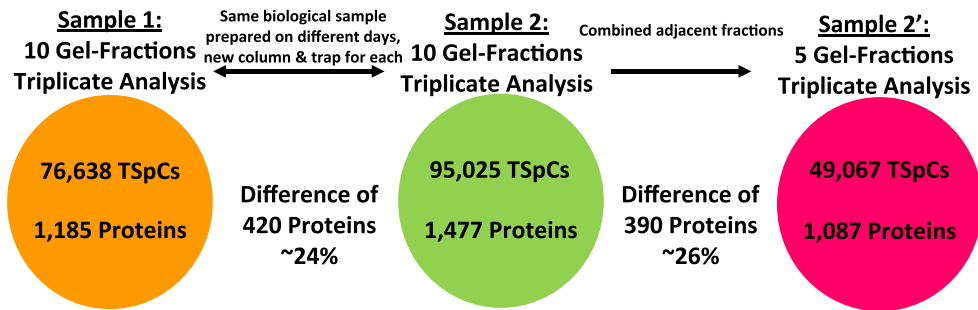 Sample 1:
10 Gel-Fractions
Triplicate Analysis
Same biological sample
prepared on different days,
new column & trap for each
Sample 2:
10 Gel-Fractions
Triplicate Analysis
Combined adjacent fractions
Sample 2':
5 Gel-Fractions
Triplicate Analysis
76,638 TSpCs
1,185 Proteins
Difference of
420 Proteins
~24%
95,025 TSpCs
1,477 Proteins
Difference of
390 Proteins
~26%
49,067 TSpCs
1,087 Proteins